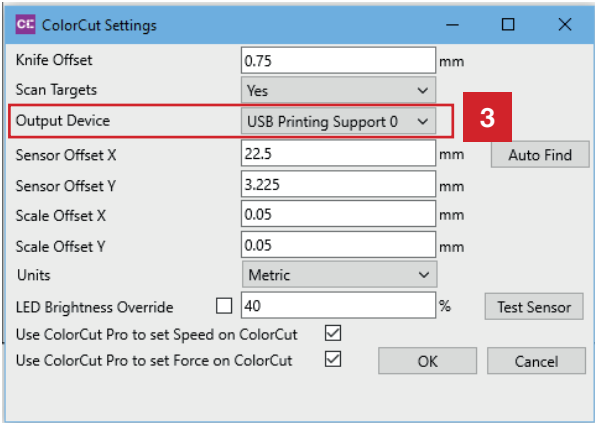 CC ColorCut Settings
Knife Offset 0.75 mm
Scan Targets Yes
Output Device USB Printing Support 0 3
Sensor Offset X 22.5 mm Auto Find
Sensor Offset Y 3.225 mm
Scale Offset X 0.05 mm
Scale Offset Y 0.05 mm
Units Metric
LED Brightness Override 40 % Test Sensor
Use ColorCut Pro to set Speed on ColorCut
Use ColorCut Pro to set Force on ColorCut OK Cancel